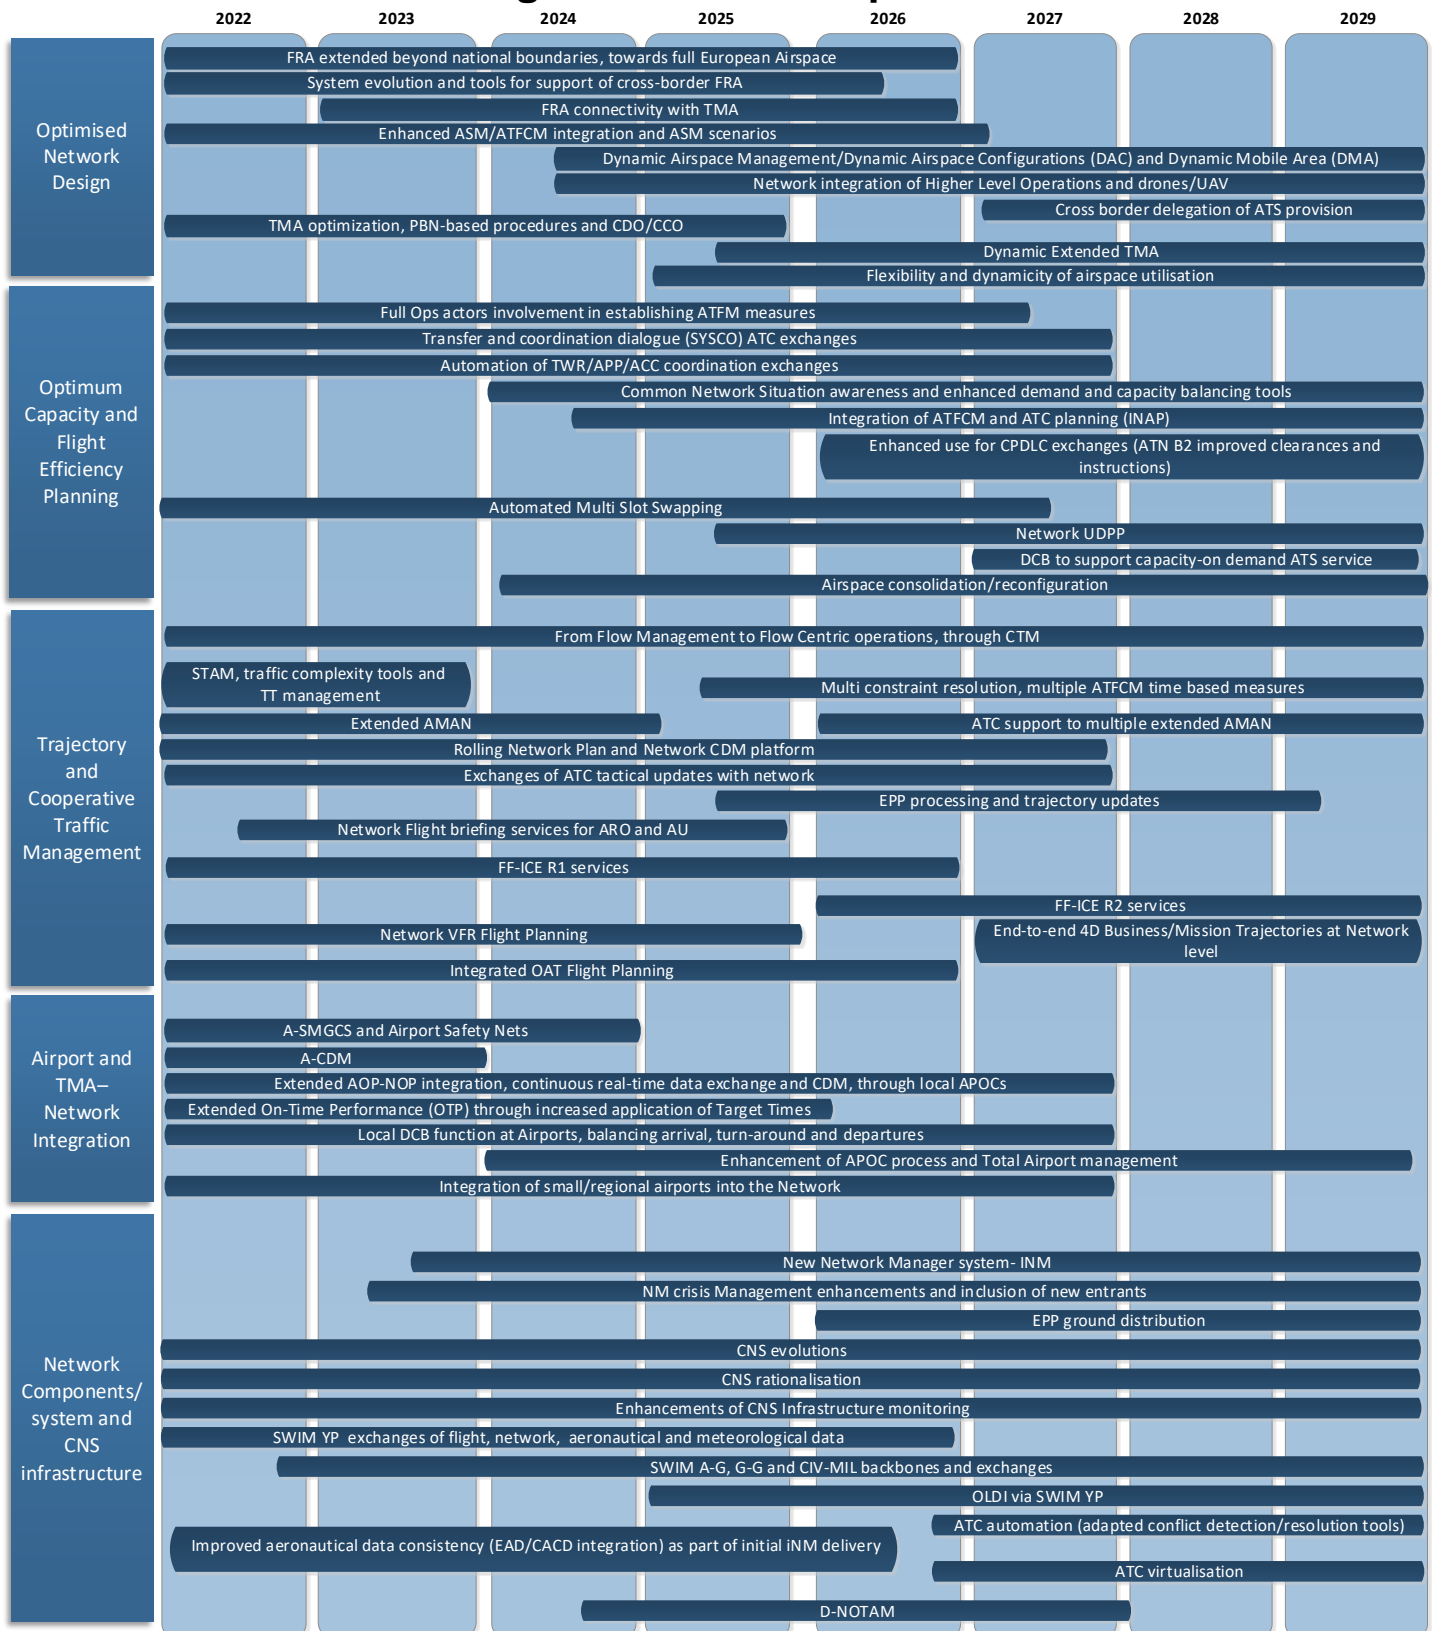 2022 2023 2024 2025 2026 2027 2028 2029
Optimised
Network
Design
FRA extended beyond national boundaries, towards full European Airspace
System evolution and tools for support of cross-border FRA
FRA connectivity with TMA
Enhanced ASM/ATFCM integration and ASM scenarios
Dynamic Airspace Management/Dynamic Airspace Configurations (DAC) and Dynamic Mobile Area (DMA)
Network integration of Higher Level Operations and drones/UAV
Cross border delegation of ATS provision
TMA optimization, PBN-based procedures and CDO/CCO
Dynamic Extended TMA
Flexibility and dynamicity of airspace utilisation
Optimum
Capacity and
Flight
Efficiency
Planning
Full Ops actors involvement in establishing ATFM measures
Transfer and coordination dialogue (SYSCO) ATC exchanges
Automation of TWR/APP/ACC coordination exchanges
Common Network Situation awareness and enhanced demand and capacity balancing tools
Integration of ATFCM and ATC planning (INAP)
Enhanced use for CPDLC exchanges (ATN B2 improved clearances and
instructions)
Automated Multi Slot Swapping
Network UDPP
DCB to support capacity-on demand ATS service
Airspace consolidation/reconfiguration
Trajectory
and
Cooperative
Traffic
Management
From Flow Management to Flow Centric operations, through CTM
STAM, traffic complexity tools and
TT management
Multi constraint resolution, multiple ATFCM time based measures
Extended AMAN
ATC support to multiple extended AMAN
Rolling Network Plan and Network CDM platform
Exchanges of ATC tactical updates with network
EPP processing and trajectory updates
Network Flight briefing services for ARO and AU
FF-ICE R1 services
FF-ICE R2 services
Network VFR Flight Planning
End-to-end 4D Business/Mission Trajectories at Network
level
Integrated OAT Flight Planning
Airport and
TMA–
Network
Integration
A-SMGCS and Airport Safety Nets
A-CDM
Extended AOP-NOP integration, continuous real-time data exchange and CDM, through local APOCs
Extended On-Time Performance (OTP) through increased application of Target Times
Local DCB function at Airports, balancing arrival, turn-around and departures
Enhancement of APOC process and Total Airport management
Integration of small/regional airports into the Network
Network
Components/
system and
CNS
infrastructure
New Network Manager system- INM
NM crisis Management enhancements and inclusion of new entrants
EPP ground distribution
CNS evolutions
CNS rationalisation
Enhancements of CNS Infrastructure monitoring
SWIM YP exchanges of flight, network, aeronautical and meteorological data
SWIM A-G, G-G and CIV-MIL backbones and exchanges
OLDI via SWIM YP
ATC automation (adapted conflict detection/resolution tools)
Improved aeronautical data consistency (EAD/CACD integration) as part of initial iNM delivery
ATC virtualisation
D-NOTAM